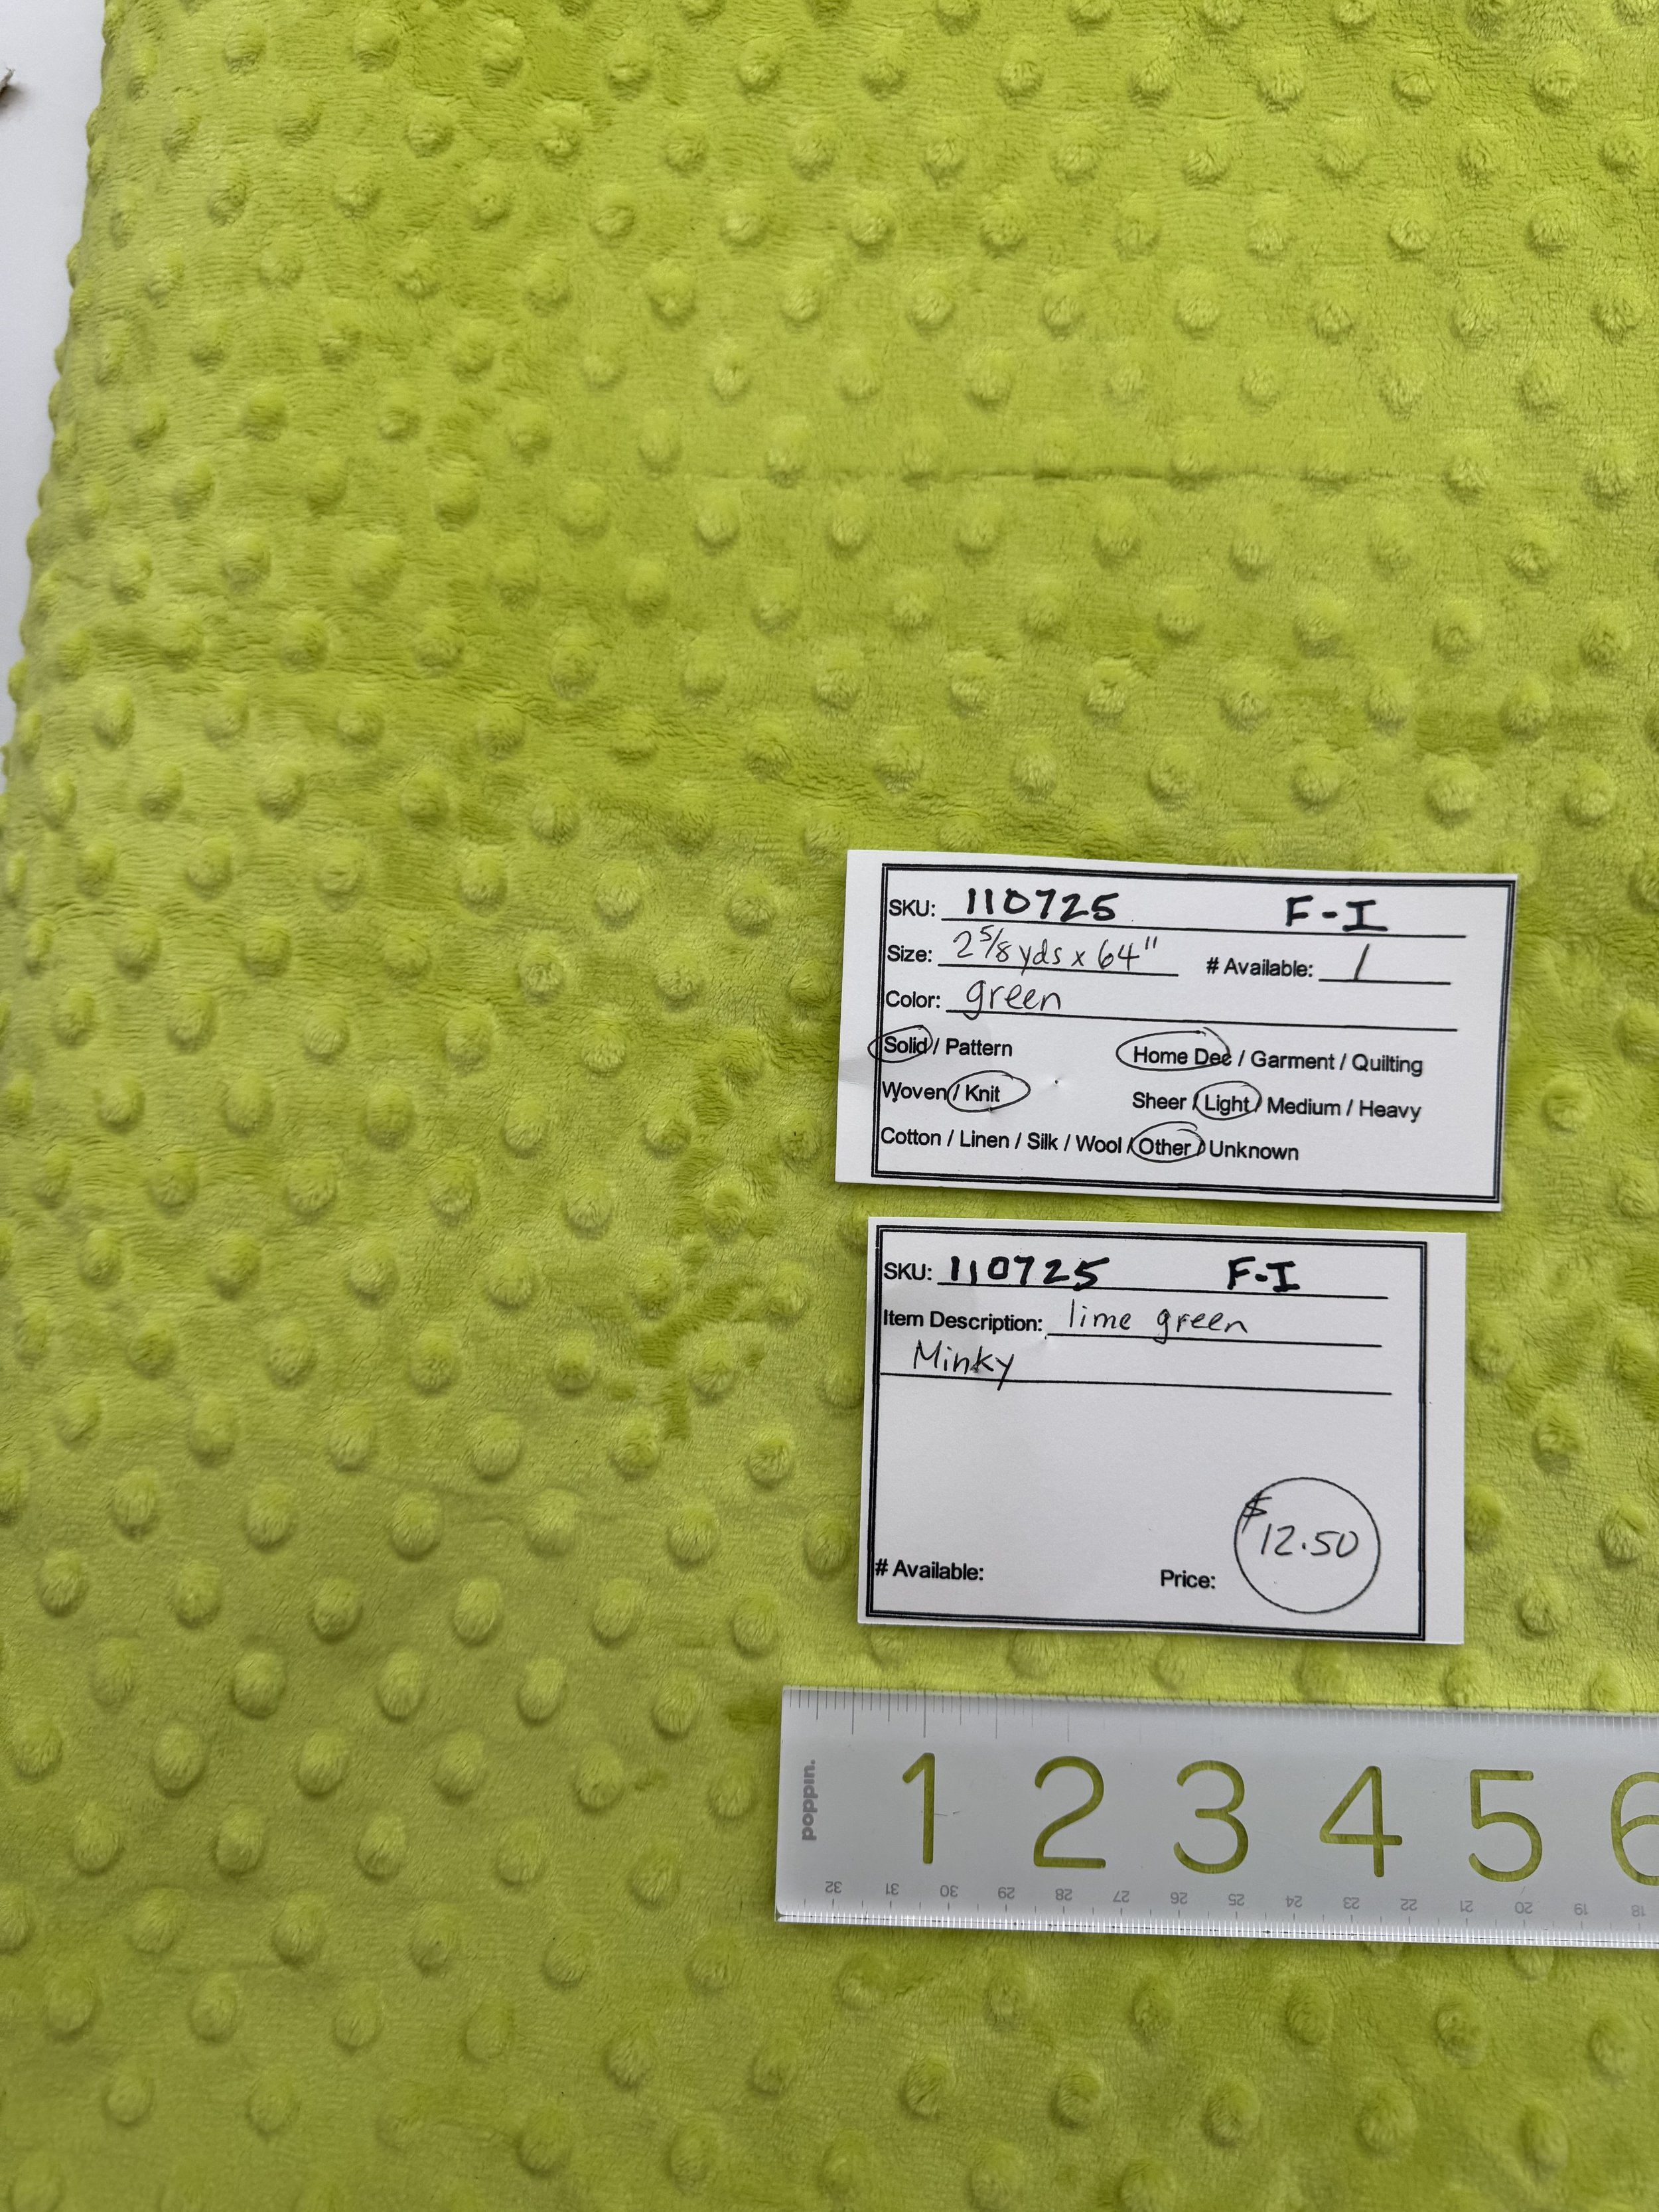 SKU: 110725 F-I
Size: 2 5/8 yds x 64" # Available: 1
Color: green
Solid / Pattern Home Dec / Garment / Quilting
Woven / Knit Sheer / Light / Medium / Heavy
Cotton / Linen / Silk / Wool / Other / Unknown
SKU: 110725 F-I
Item Description: lime green
Minky
# Available: Price: $12.50
poppin.
1 2 3 4 5 6
32 31 30 29 28 27 26 25 24 23 22 21 20 19 18